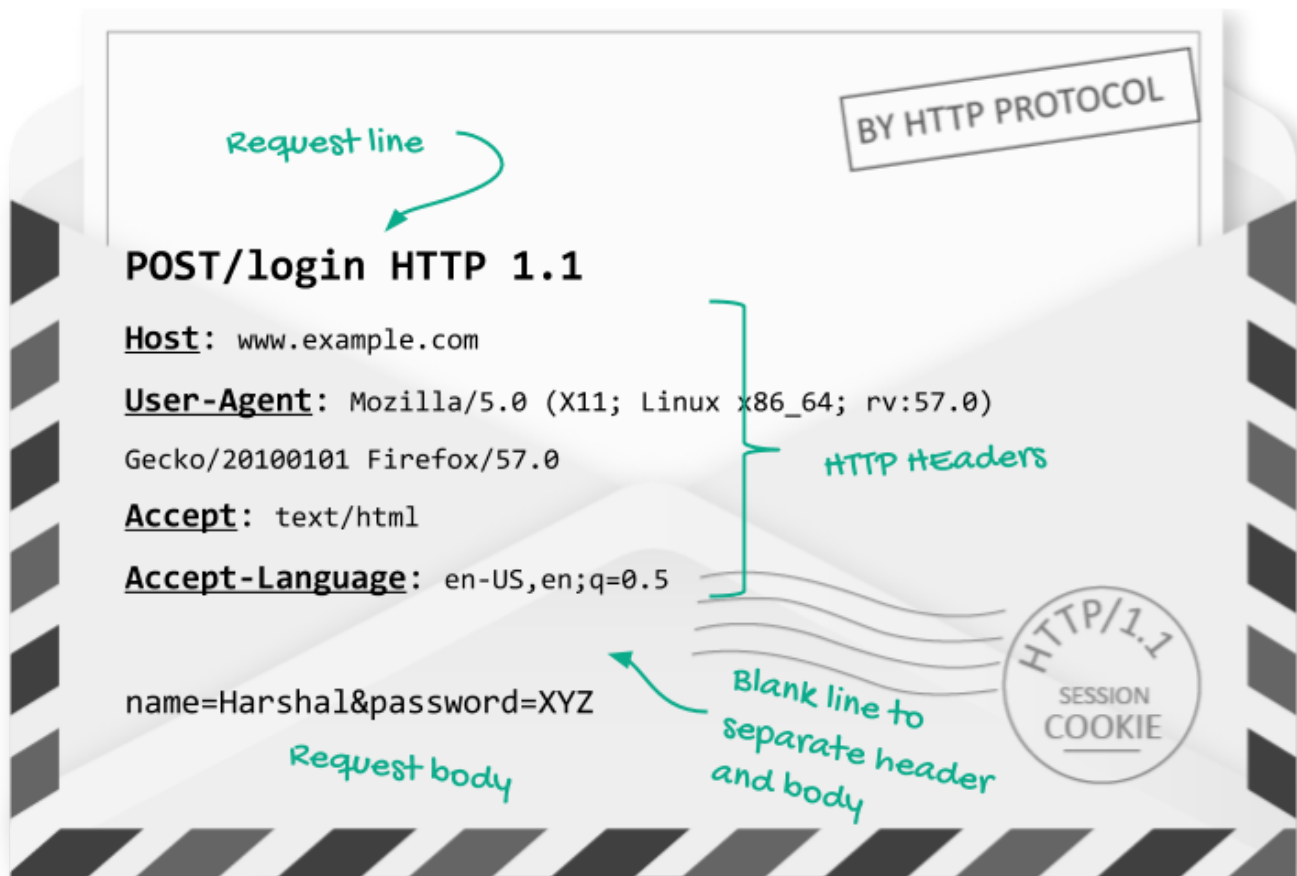 BY HTTP PROTOCOL
Request line
POST/login HTTP 1.1
Host: www.example.com
User-Agent: Mozilla/5.0 (X11; Linux x86_64; rv:57.0)
Gecko/20100101 Firefox/57.0
HTTP HEaders
Accept: text/html
Accept-Language: en-US,en;q=0.5
HTTP/1.1
SESSION
COOKIE
name=Harshal&password=XYZ
Blank line to
separate header
and body
Request body